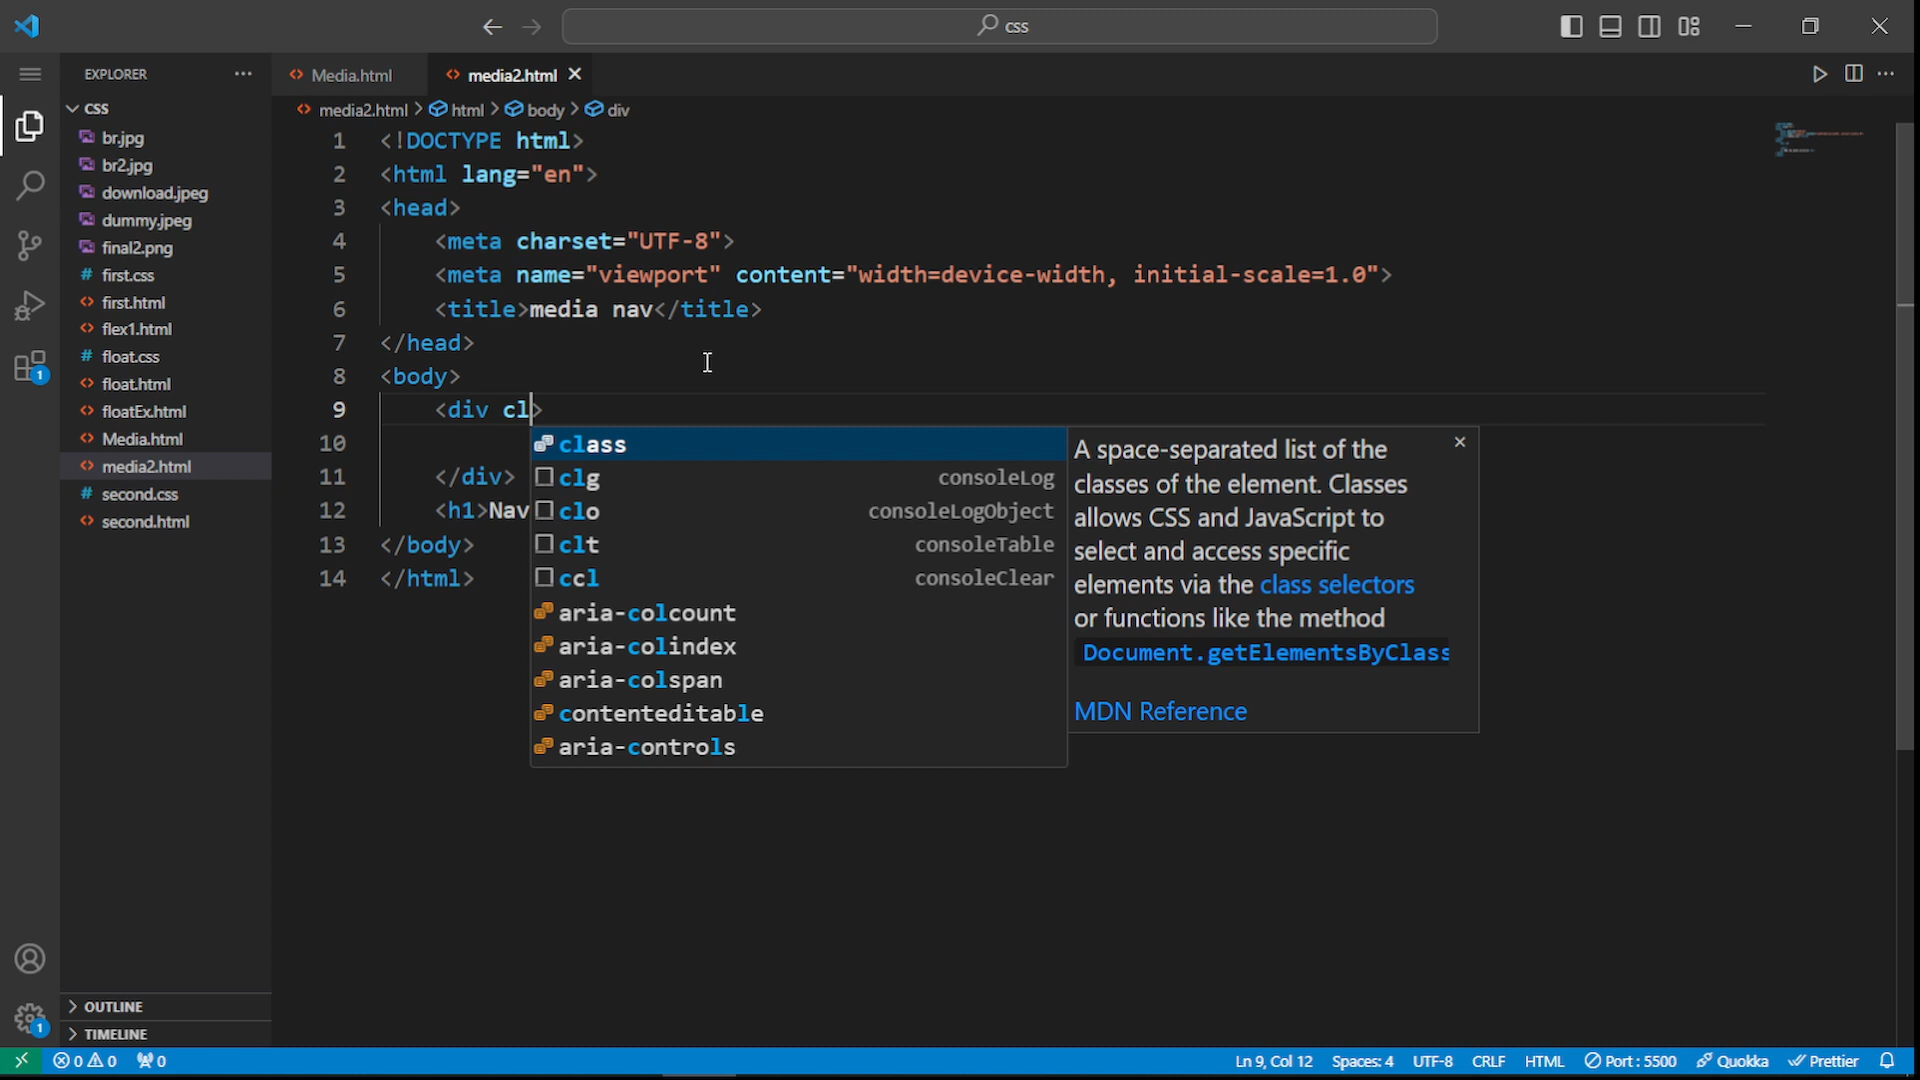 css
EXPLORER
Media.html
media2.html
media2.html > html > body > div
CSS
br.jpg
br2.jpg
download.jpeg
dummy.jpeg
final2.png
# first.css
first.html
flex1.html
# float.css
float.html
floatEx.html
Media.html
media2.html
# second.css
second.html
OUTLINE
TIMELINE
1 <!DOCTYPE html>
2 <html lang="en">
3 <head>
4 <meta charset="UTF-8">
5 <meta name="viewport" content="width=device-width, initial-scale=1.0">
6 <title>media nav</title>
7 </head>
8 <body>
9 <div cl>
10
11 </div>
12 <h1>Nav
13 </body>
14 </html>
class
clg consoleLog
clo consoleLogObject
clt consoleTable
ccl consoleClear
aria-colcount
aria-colindex
aria-colspan
contenteditable
aria-controls
A space-separated list of the
classes of the element. Classes
allows CSS and JavaScript to
select and access specific
elements via the class selectors
or functions like the method
Document.getElementsByClass
MDN Reference
1
1
0 0 0
Ln 9, Col 12 Spaces: 4 UTF-8 CRLF HTML Port : 5500 Quokka Prettier